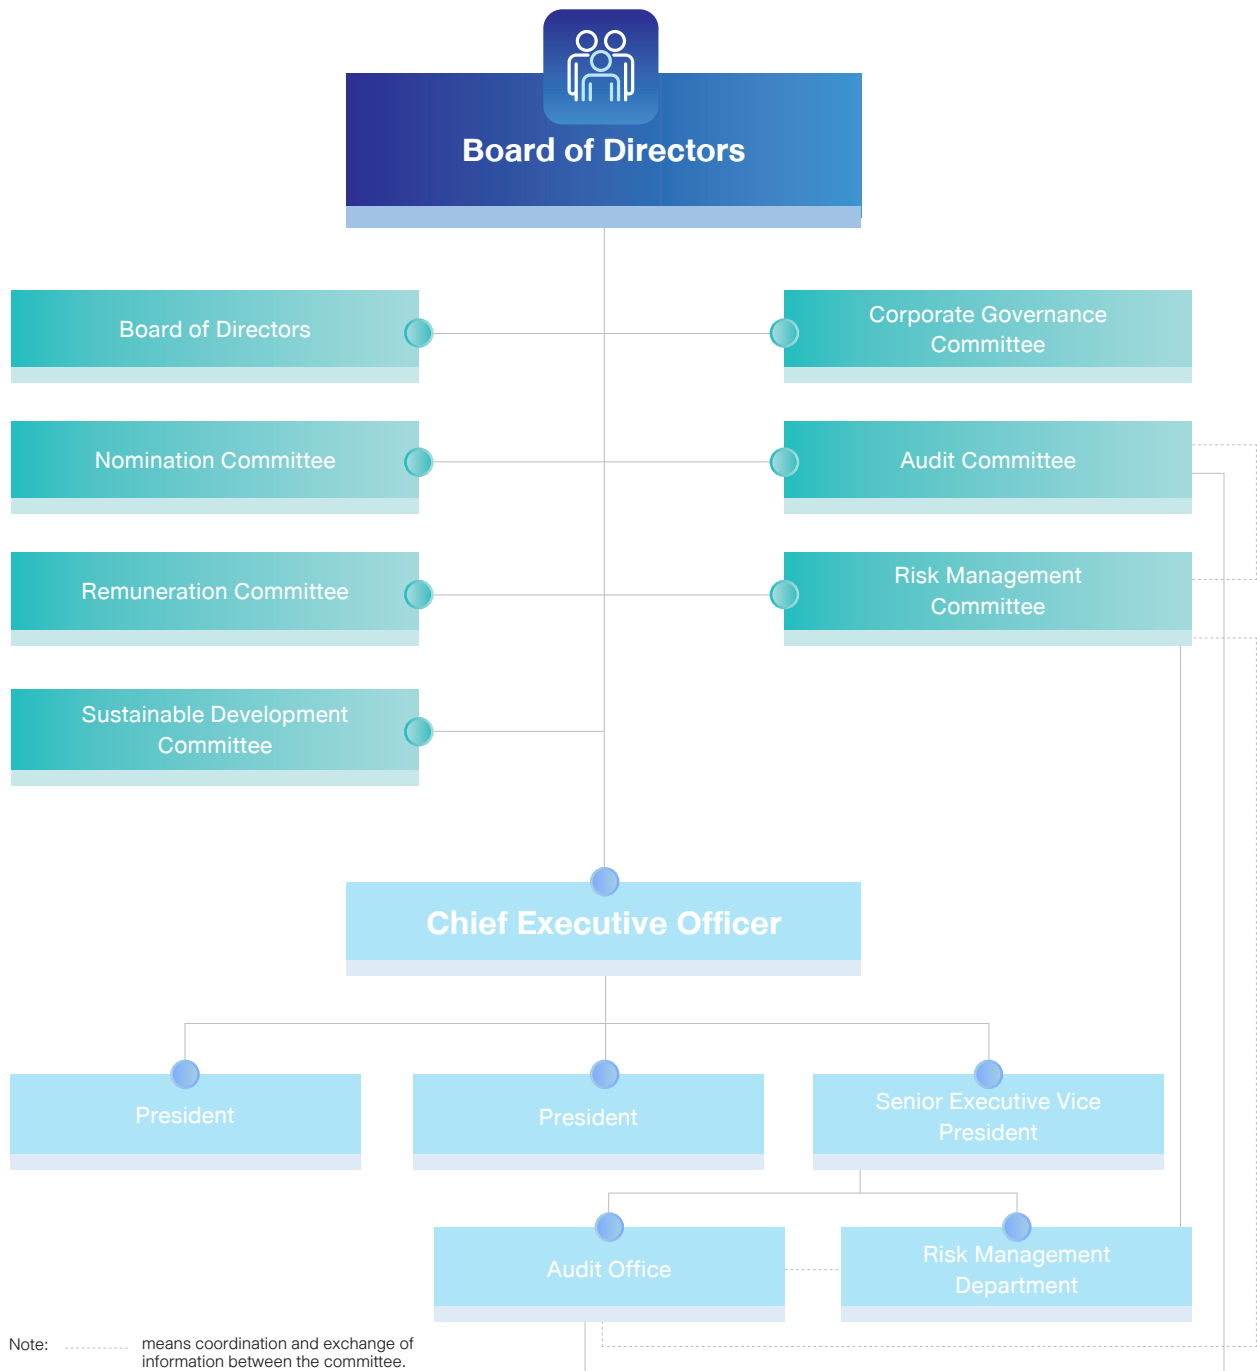 Board of Directors
Board of Directors
Corporate Governance
Committee
Nomination Committee
Audit Committee
Remuneration Committee
Risk Management
Committee
Sustainable Development
Committee
Chief Executive Officer
President
President
Senior Executive Vice
President
Audit Office
Risk Management
Department
Note: means coordination and exchange of
information between the committee.